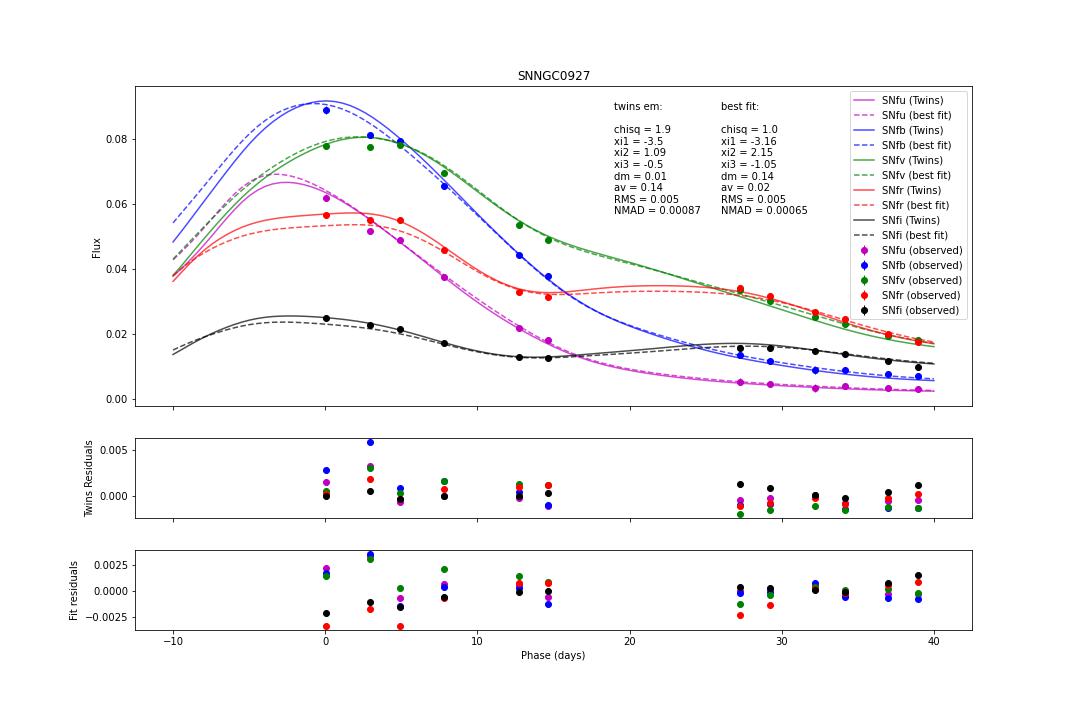 SNNGC0927
Flux
0.08
0.06
0.04
0.02
0.00
twins em:
chisq = 1.9
xi1 = -3.5
xi2 = 1.09
xi3 = -0.5
dm = 0.01
av = 0.14
RMS = 0.005
NMAD = 0.00087
best fit:
chisq = 1.0
xi1 = -3.16
xi2 = 2.15
xi3 = -1.05
dm = 0.14
av = 0.02
RMS = 0.005
NMAD = 0.00065
SNfu (Twins)
SNfu (best fit)
SNfb (Twins)
SNfb (best fit)
SNfv (Twins)
SNfv (best fit)
SNfr (Twins)
SNfr (best fit)
SNfi (Twins)
SNfi (best fit)
SNfu (observed)
SNfb (observed)
SNfv (observed)
SNfr (observed)
SNfi (observed)
Twins Residuals
0.005
0.000
Fit residuals
0.0025
0.0000
−0.0025
−10 0 10 20 30 40
Phase (days)